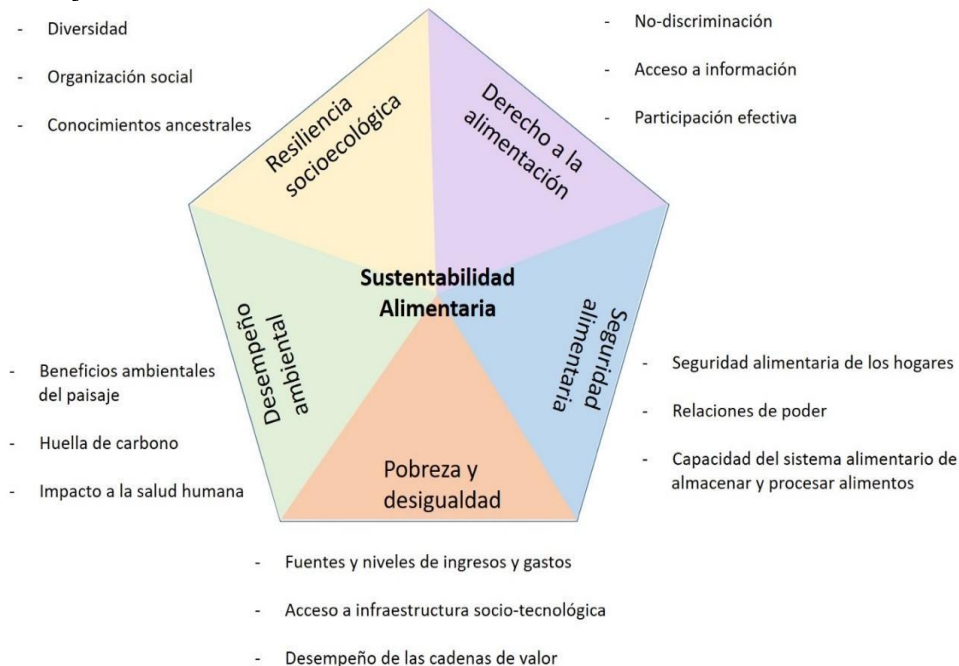 - Diversidad
- Organización social
- Conocimientos ancestrales
Resiliencia
socioecológica
- No-discriminación
- Acceso a información
- Participación efectiva
Derecho a la
alimentación
Sustentabilidad
Alimentaria
Desempeño
ambiental
- Beneficios ambientales
del paisaje
- Huella de carbono
- Impacto a la salud humana
Seguridad
alimentaria
- Seguridad alimentaria de los hogares
- Relaciones de poder
- Capacidad del sistema alimentario de
almacenar y procesar alimentos
Pobreza y
desigualdad
- Fuentes y niveles de ingresos y gastos
- Acceso a infraestructura socio-tecnológica
- Desempeño de las cadenas de valor